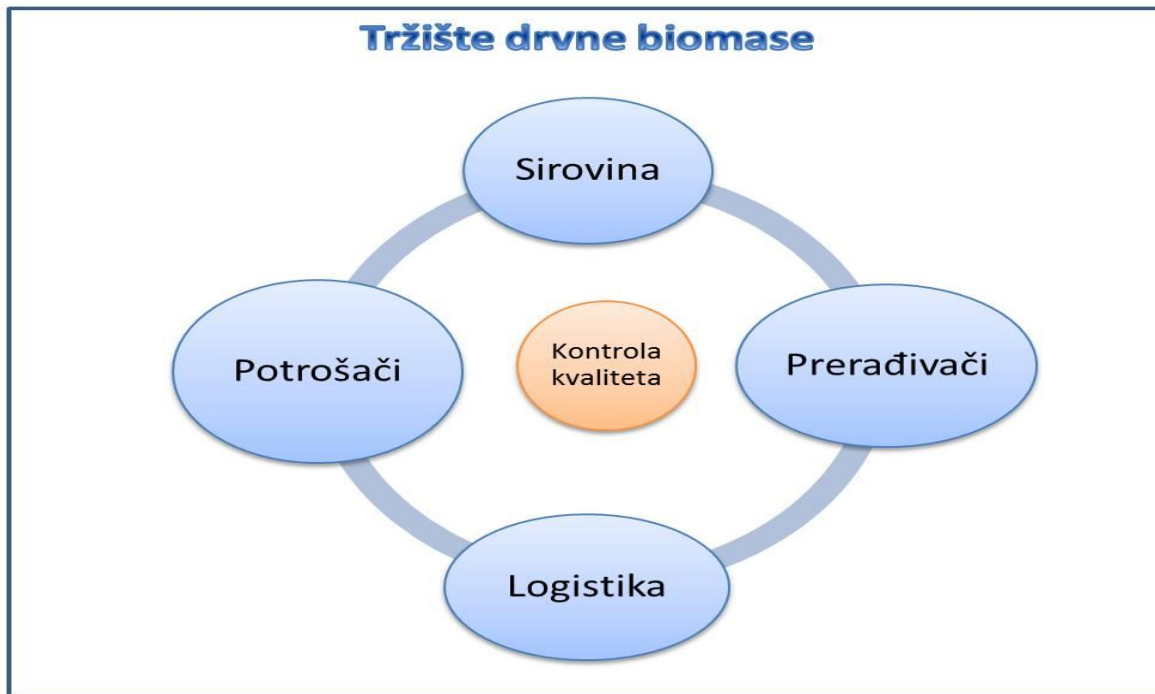 Tržište drvne biomase
Sirovina
Potrošači
Kontrola
kvaliteta
Prerađivači
Logistika